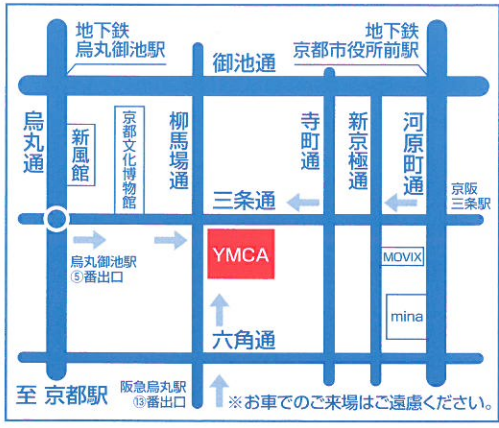 地下鉄
烏丸御池駅
御池通
地下鉄
京都市役所前駅
烏丸通
新風館
京都文化博物館
柳馬場通
寺町通
新京極通
河原町通
三条通
京阪
三条駅
烏丸御池駅
⑤番出口
YMCA
MOVIX
mina
六角通
至 京都駅
阪急烏丸駅
⑬番出口
※お車でのご来場はご遠慮ください。